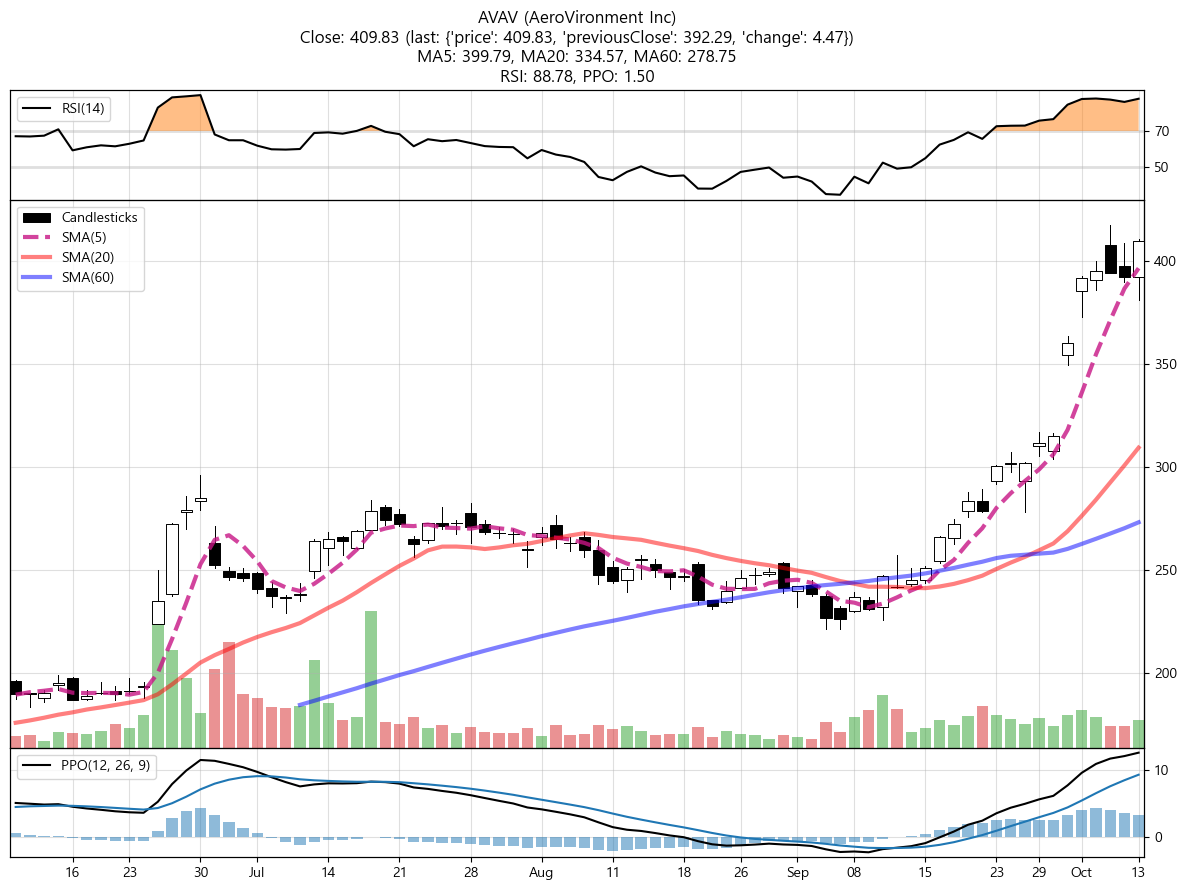 AVAV (AeroVironment Inc)
Close: 409.83 (last: {'price': 409.83, 'previousClose': 392.29, 'change': 4.47})
MA5: 399.79, MA20: 334.57, MA60: 278.75
RSI: 88.78, PPO: 1.50
RSI(14)
70
50
Candlesticks
SMA(5)
SMA(20)
SMA(60)
400
350
300
250
200
PPO(12, 26, 9)
10
0
16 23 30 Jul 14 21 28 Aug 11 18 26 Sep 08 15 23 29 Oct 13